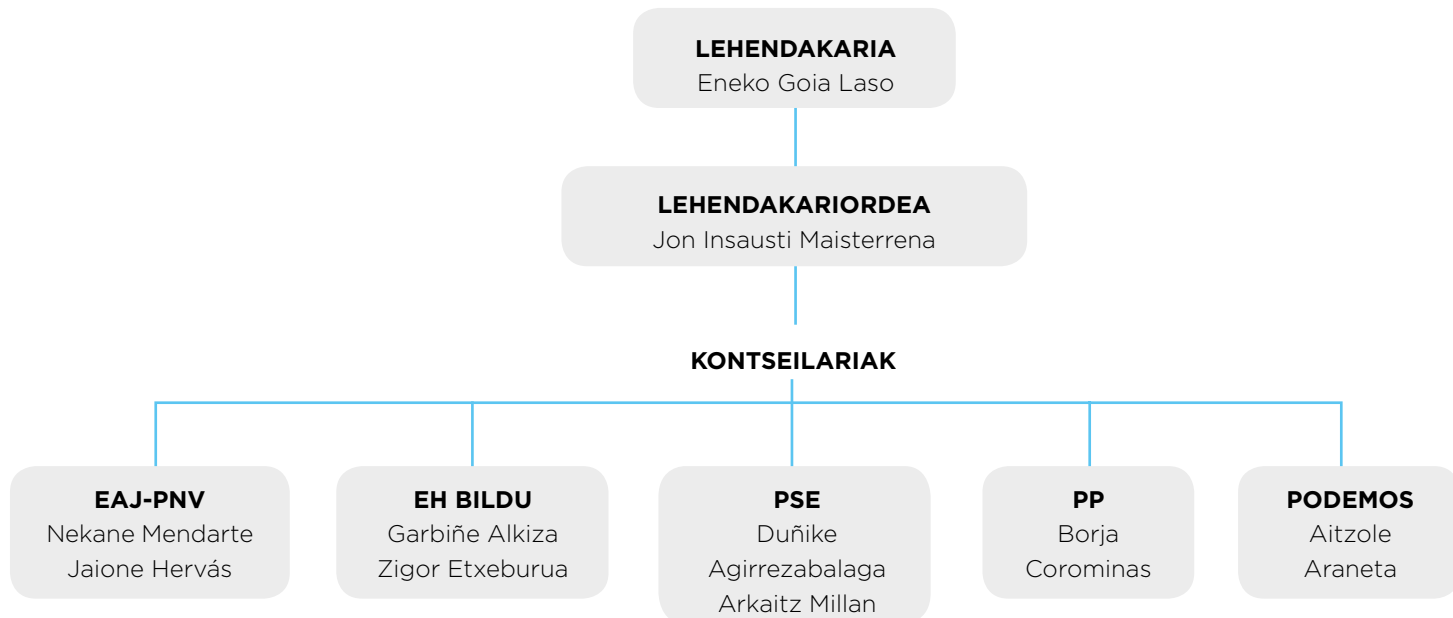 LEHENDAKARIA
Eneko Goia Laso
LEHENDAKARIORDEA
Jon Insausti Maisterrena
KONTSEILARIAK
EAJ-PNV
Nekane Mendarte
Jaione Hervás
EH BILDU
Garbiñe Alkiza
Zigor Etxeburua
PSE
Duñike
Agirrezabalaga
Arkaitz Millan
PP
Borja
Corominas
PODEMOS
Aitzole
Araneta